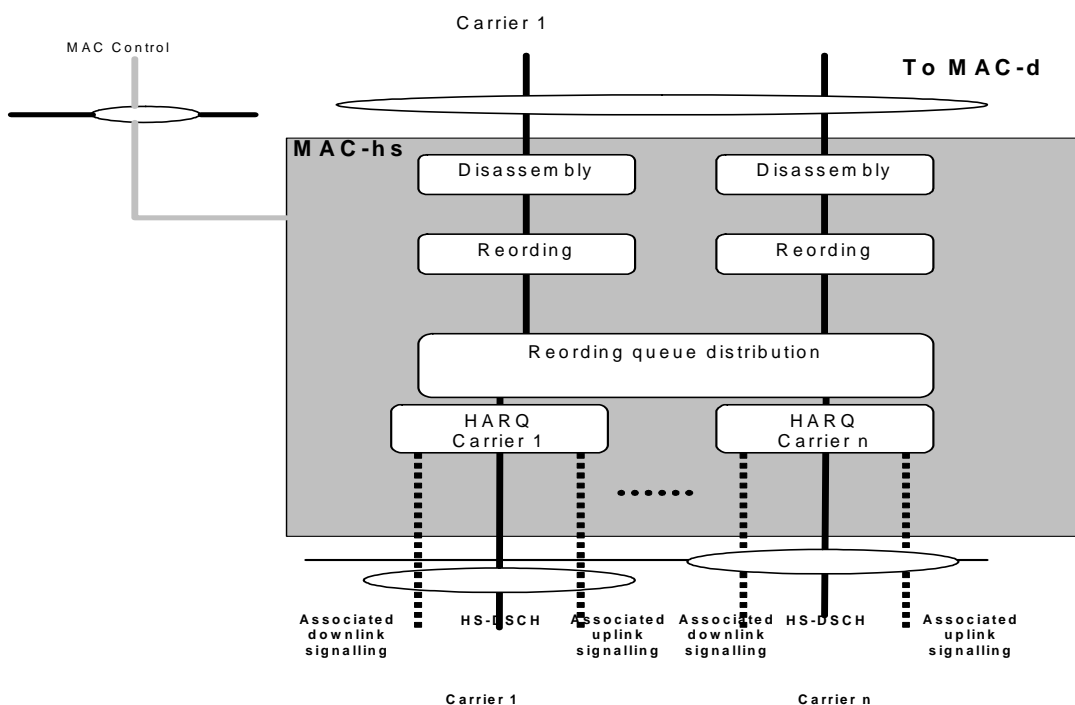 Carrier 1
MAC Control
To MAC-d
MAC-hs
Disassembly
Disassembly
Reording
Reording
Reording queue distribution
HARQ
Carrier 1
HARQ
Carrier n
Associated
downlink
signalling
HS-DSCH
Associated
uplink
signalling
Associated
downlink
signalling
HS-DSCH
Associated
uplink
signalling
Carrier 1
Carrier n